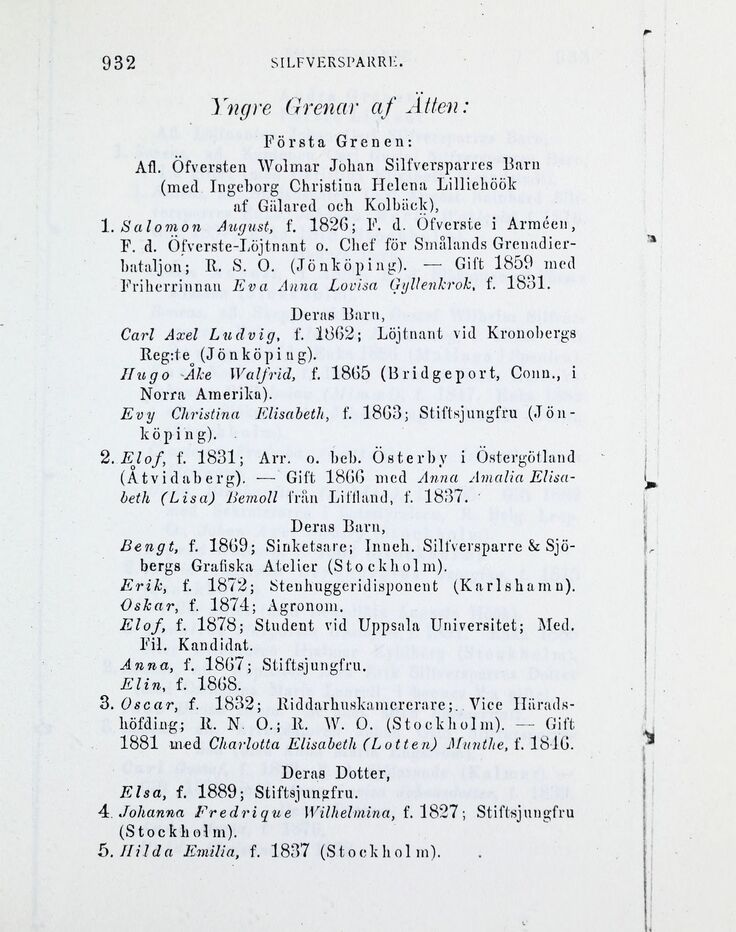 932 SILFVERSPARRE.
Yngre Grenar af Ätten:
Första Grenen:
Afl. Öfversten Wolmar Johan Silfversparres Barn
(med Ingeborg Christina Helena Lilliehöök
af Gälared och Kolbäck),
1. Salomon August, f. 1826; F. d. Öfverste i Arméen,
F. d. Öfverste-Löjtnant o. Chef för Smålands Grenadier-
bataljon; R. S. O. (Jönköping). — Gift 1859 med
Friherrinnan Eva Anna Lovisa Gyllenkrok, f. 1831.
Deras Barn,
Carl Axel Ludvig, f. 1862; Löjtnant vid Kronobergs
Reg:te (Jönköping).
Hugo Åke Walfrid, f. 1865 (Bridgeport, Conn., i
Norra Amerika).
Evy Christina Elisabeth, f. 1863; Stiftsjungfru (Jön-
köping).
2. Elof, f. 1831; Arr. o. beb. Österby i Östergötland
(Åtvidaberg). — Gift 1866 med Anna Amalia Elisa-
beth (Lisa) Bemoll från Liffland, f. 1837.
Deras Barn,
Bengt, f. 1869; Sinketsare; Inneh. Silfversparre & Sjö-
bergs Grafiska Atelier (Stockholm).
Erik, f. 1872; Stenhuggeridisponent (Karlshamn).
Oskar, f. 1874; Agronom.
Elof, f. 1878; Student vid Uppsala Universitet; Med.
Fil. Kandidat.
Anna, f. 1867; Stiftsjungfru.
Elin, f. 1868.
3. Oscar, f. 1832; Riddarhuskamererare; Vice Härads-
höfding; R. N. O.; R. W. O. (Stockholm). — Gift
1881 med Charlotta Elisabeth (Lotten) Munthe, f. 1846.
Deras Dotter,
Elsa, f. 1889; Stiftsjungfru.
4. Johanna Fredrique Wilhelmina, f. 1827; Stiftsjungfru
(Stockholm).
5. Hilda Emilia, f. 1837 (Stockholm).